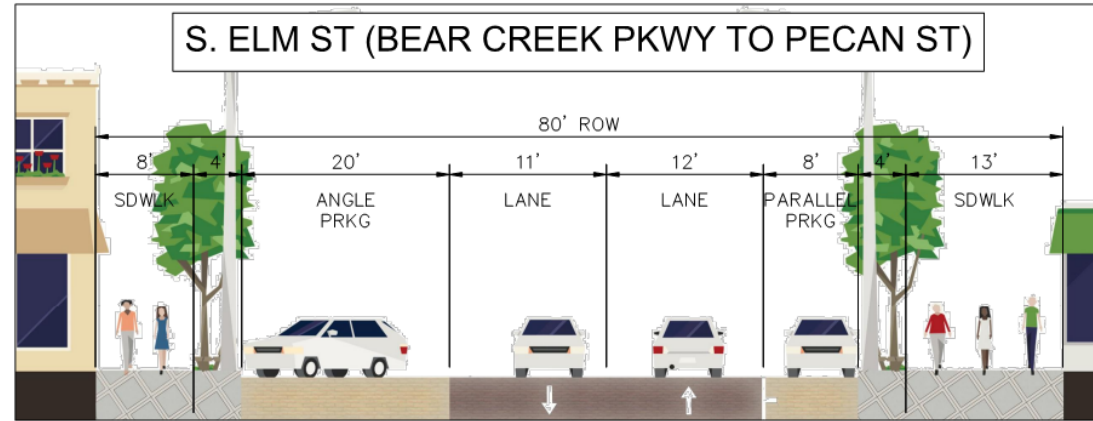 S. ELM ST (BEAR CREEK PKWY TO PECAN ST)
80' ROW
8' 4' 20' 11' 12' 8' 4' 13'
SDWLK ANGLE LANE LANE PARALLEL SDWLK
PRKG PRKG